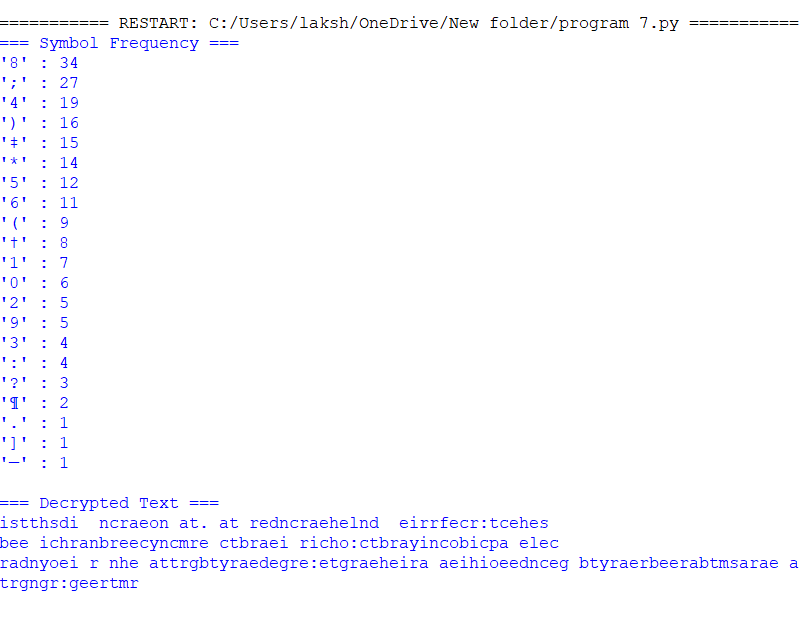 =========== RESTART: C:/Users/laksh/OneDrive/New folder/program 7.py ===========
=== Symbol Frequency ===
'8' : 34
';' : 27
'4' : 19
')' : 16
'‡' : 15
'*' : 14
'5' : 12
'6' : 11
'(' : 9
'†' : 8
'1' : 7
'0' : 6
'2' : 5
'9' : 5
'3' : 4
':' : 4
'?' : 3
'¶' : 2
'.' : 1
']' : 1
'—' : 1
=== Decrypted Text ===
istthsdi  ncraeon at. at redncraehelnd  eirrfecr:tcehes
bee ichranbreecyncmre ctbraei richo:ctbrayincobicpa elec
radnyoei r nhe attrgbtyraedegre:etgraeheira aeihioeednceg btyraerbeerabtmsarae a
trgngr:geertmr